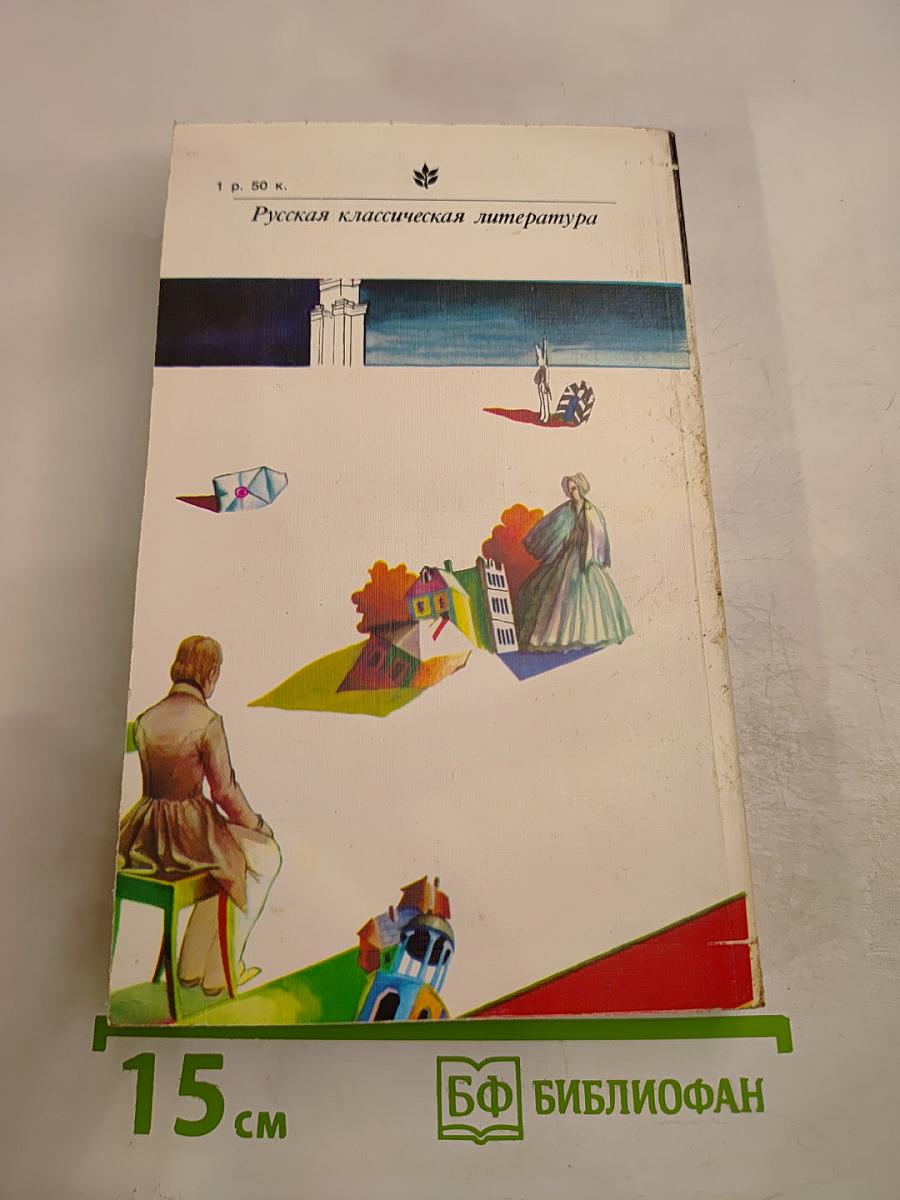 1 р. 50 к.
Русская классическая литература
15 см
БФ БИБЛИОФАН